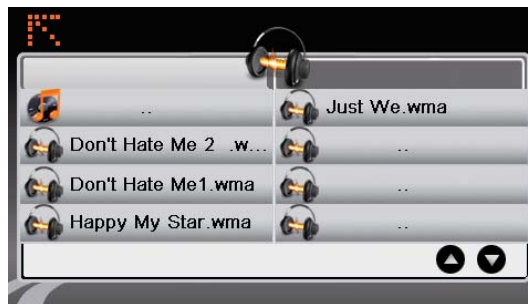 ..
Don't Hate Me 2 .w...
Don't Hate Me1.wma
Happy My Star.wma
Just We.wma
..
..
..